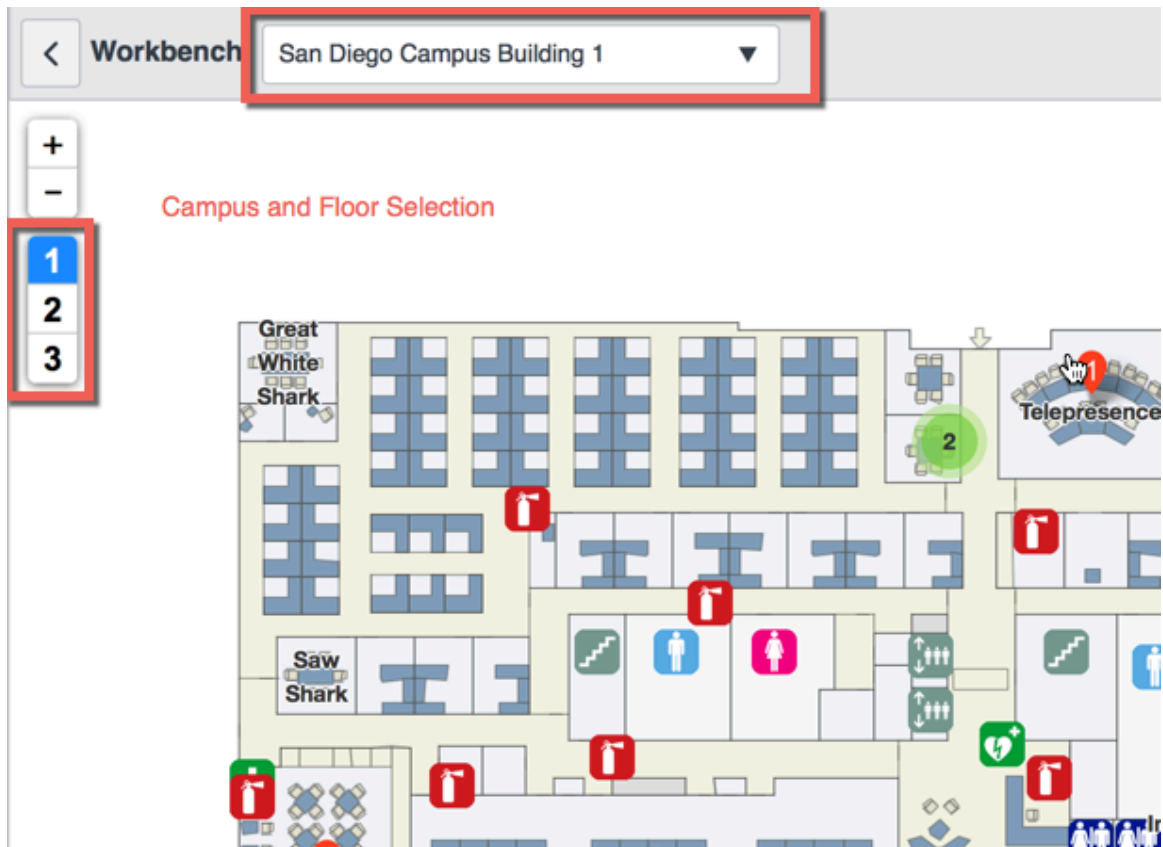 Workbench
San Diego Campus Building 1
+
−
Campus and Floor Selection
1
2
3
Great
White
Shark
1
Telepresence
2
Saw
Shark